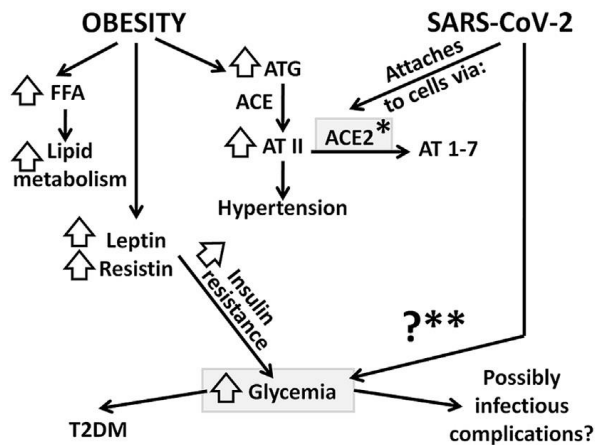 OBESITY
SARS-CoV-2
Attaches
to cells via:
FFA
ATG
ACE
Lipid
metabolism
AT II
ACE2*
AT 1-7
Hypertension
Leptin
Resistin
Insulin
resistance
?**
Glycemia
T2DM
Possibly
infectious
complications?